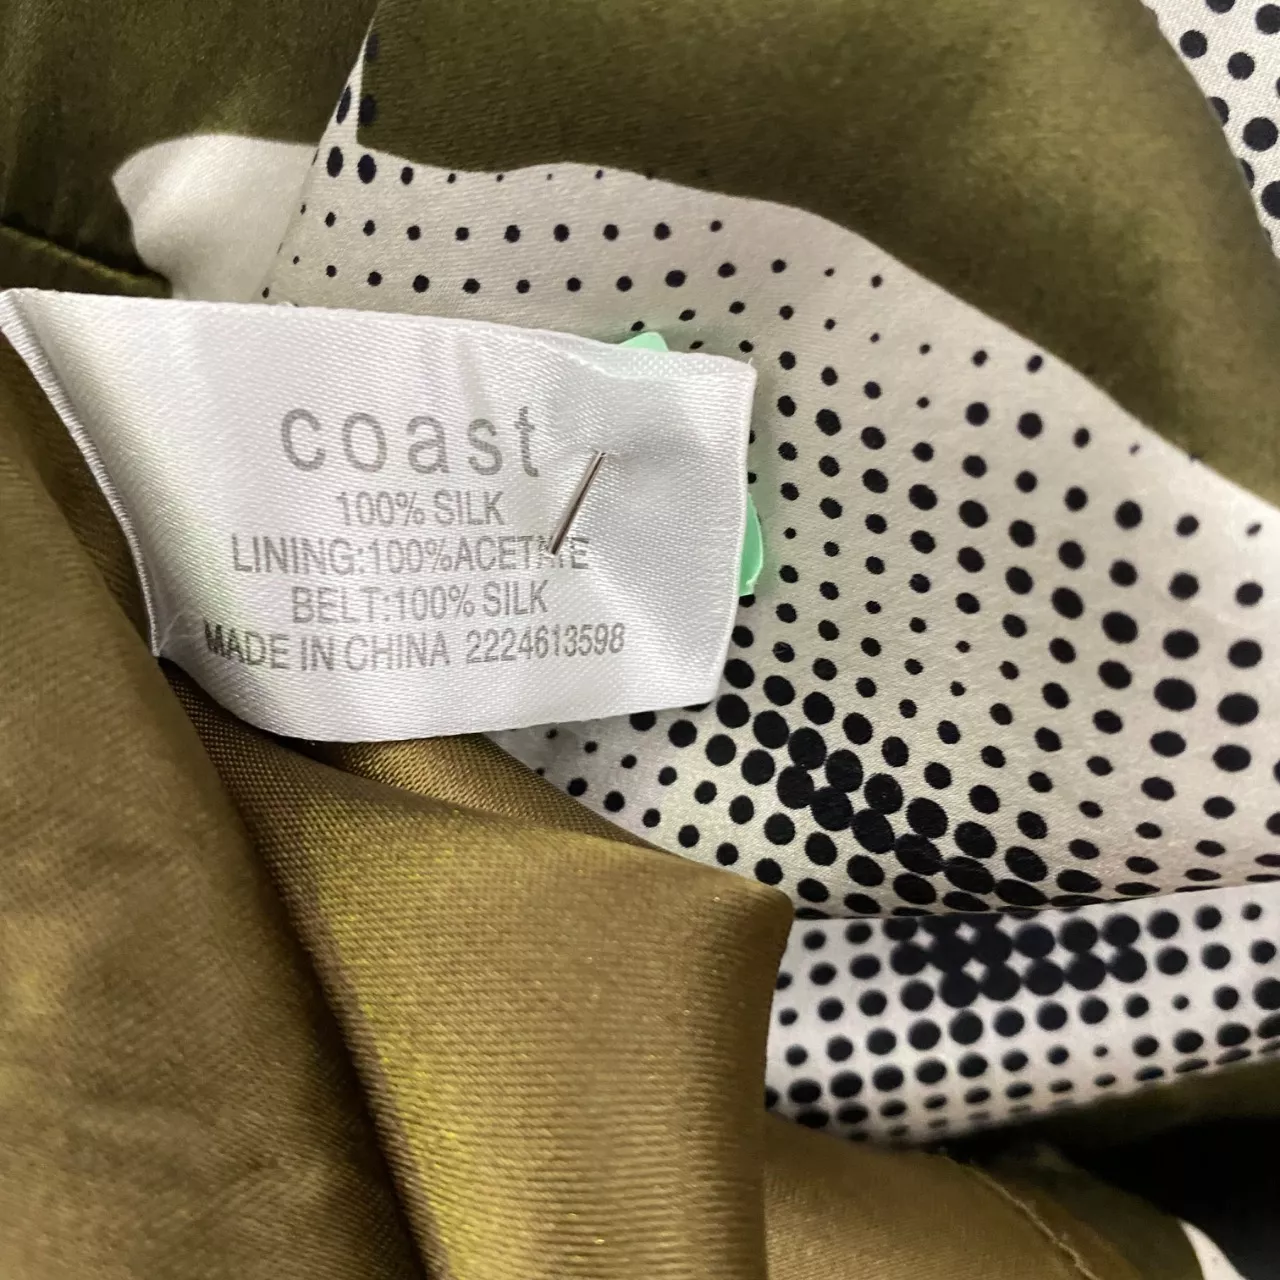 coast
100% SILK
LINING:100%ACETATE
BELT:100% SILK
MADE IN CHINA 2224613598